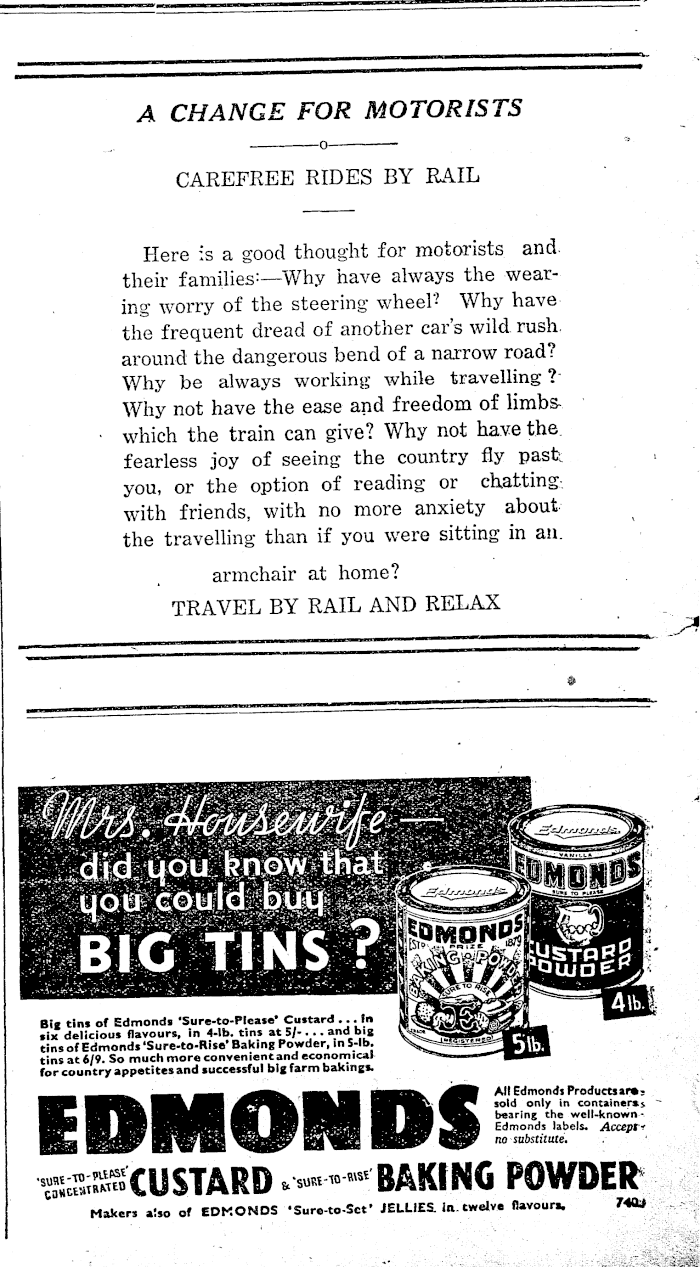 A CHANGE FOR MOTORISTS
o
CAREFREE RIDES BY RAIL
Here is a good thought for motorists and
their families:—Why have always the wear-
ing worry of the steering wheel? Why have
the frequent dread of another car's wild rush
around the dangerous bend of a narrow road?
Why be always working while travelling?
Why not have the ease and freedom of limbs
which the train can give? Why not have the
fearless joy of seeing the country fly past
you, or the option of reading or chatting
with friends, with no more anxiety about
the travelling than if you were sitting in an
armchair at home?
TRAVEL BY RAIL AND RELAX
Mrs. Housewife —
did you know that
you could buy
BIG TINS?
Edmonds
VANILLA
EDMONDS
SURE TO PLEASE
CUSTARD
POWDER
4lb.
Edmonds
EDMONDS
ESTD PRIZE 1879
BAKING POWD
SURE TO RISE
(REGISTERED)
5lb.
Big tins of Edmonds 'Sure-to-Please' Custard ... in
six delicious flavours, in 4-lb. tins at 5/- ... and big
tins of Edmonds 'Sure-to-Rise' Baking Powder, in 5-lb.
tins at 6/9. So much more convenient and economical
for country appetites and successful big farm bakings.
EDMONDS
All Edmonds Products are
sold only in containers
bearing the well-known
Edmonds labels. Accept
no substitute.
'SURE-TO-PLEASE'
CONCENTRATED CUSTARD & 'SURE-TO-RISE' BAKING POWDER
Makers also of EDMONDS 'Sure-to-Set' JELLIES in twelve flavours.